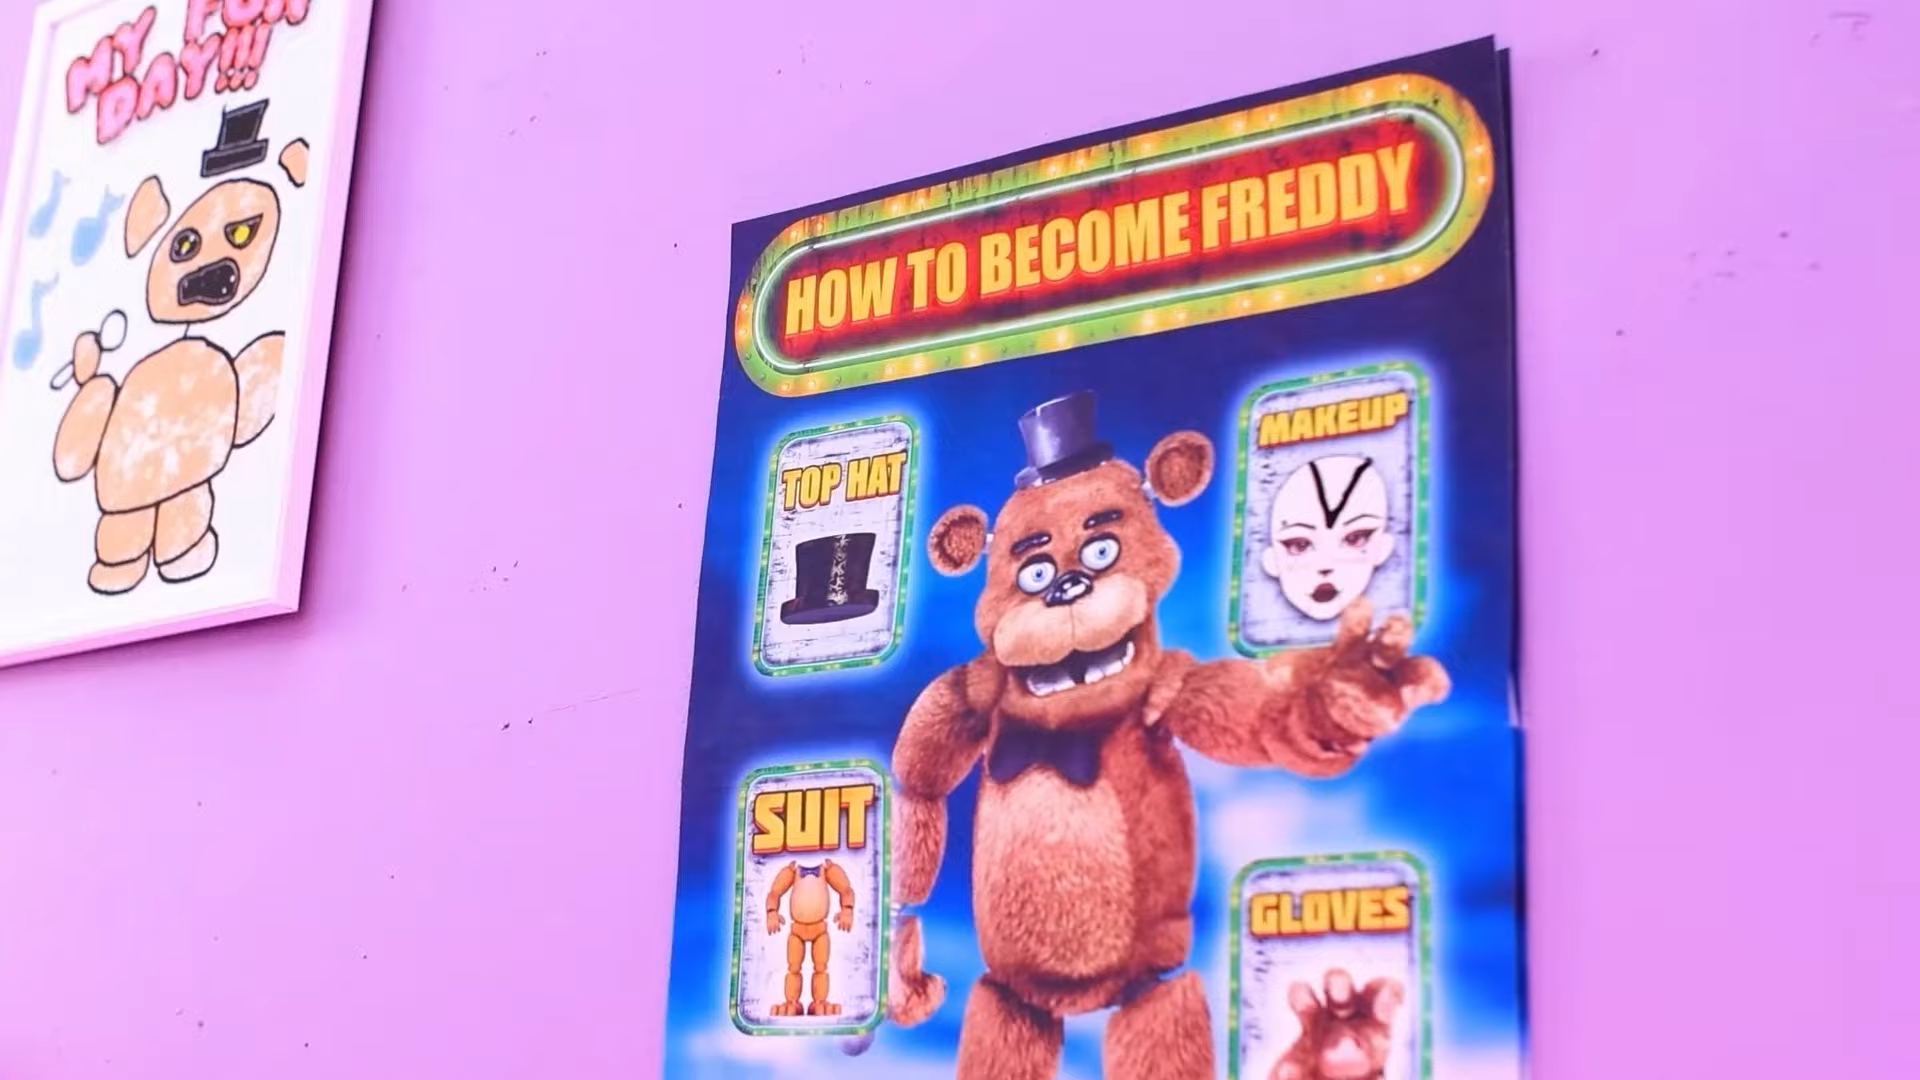 MY FUN
DAY!!!
HOW TO BECOME FREDDY
TOP HAT
MAKEUP
SUIT
GLOVES